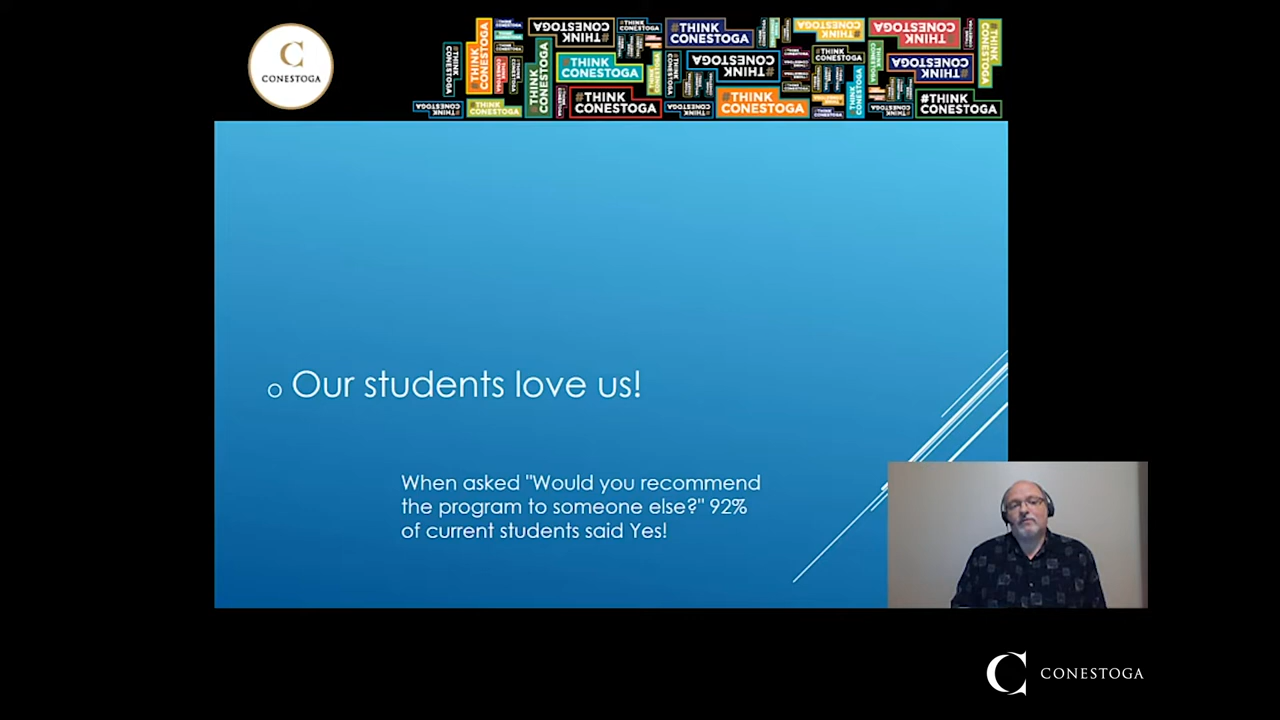 C
CONESTOGA
#THINK
CONESTOGA
#THINK
CONESTOGA
#THINK
CONESTOGA
#THINK
CONESTOGA
#THINK
CONESTOGA
#THINK
CONESTOGA
#THINK
CONESTOGA
#THINK
CONESTOGA
#THINK
CONESTOGA
#THINK
CONESTOGA
#THINK
CONESTOGA
#THINK
CONESTOGA
#THINK
CONESTOGA
o Our students love us!
When asked "Would you recommend
the program to someone else?" 92%
of current students said Yes!
C CONESTOGA